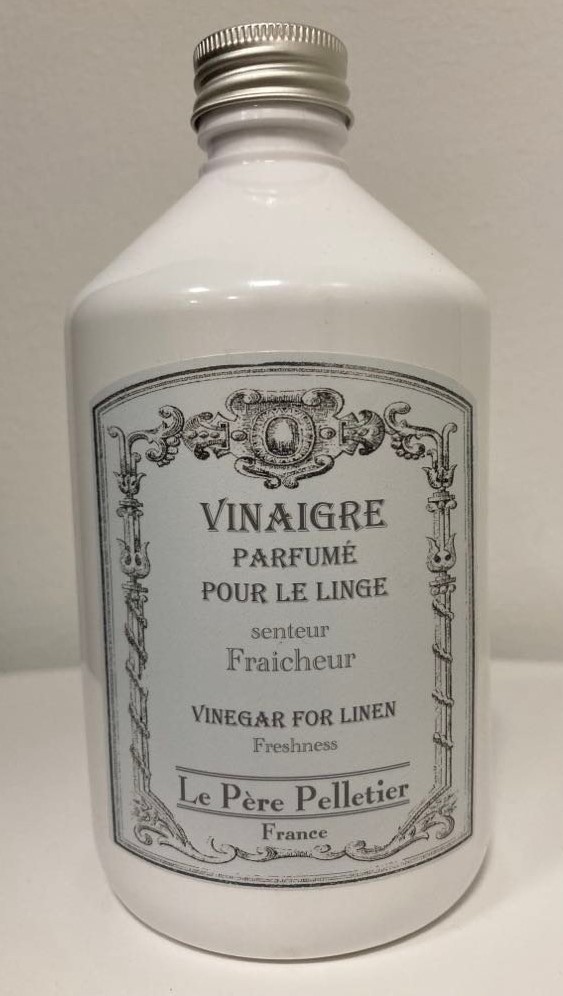 VINAIGRE
PARFUMÉ
POUR LE LINGE
senteur
Fraicheur
VINEGAR FOR LINEN
Freshness
Le Père Pelletier
France